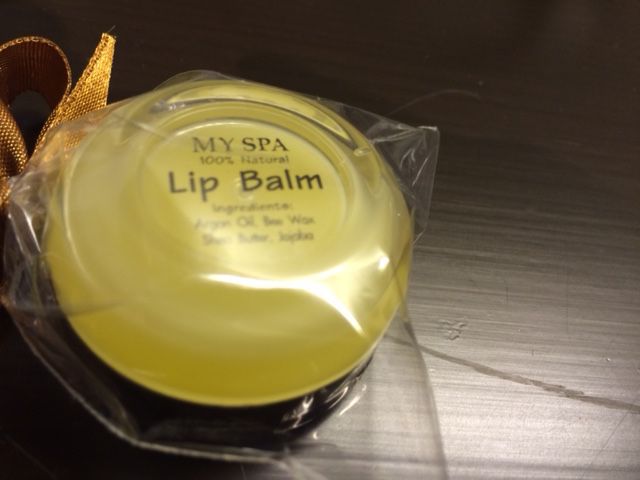 MY SPA
100% Natural
Lip Balm
Ingredients:
Argan Oil, Bee Wax
Shea Butter, Jojoba